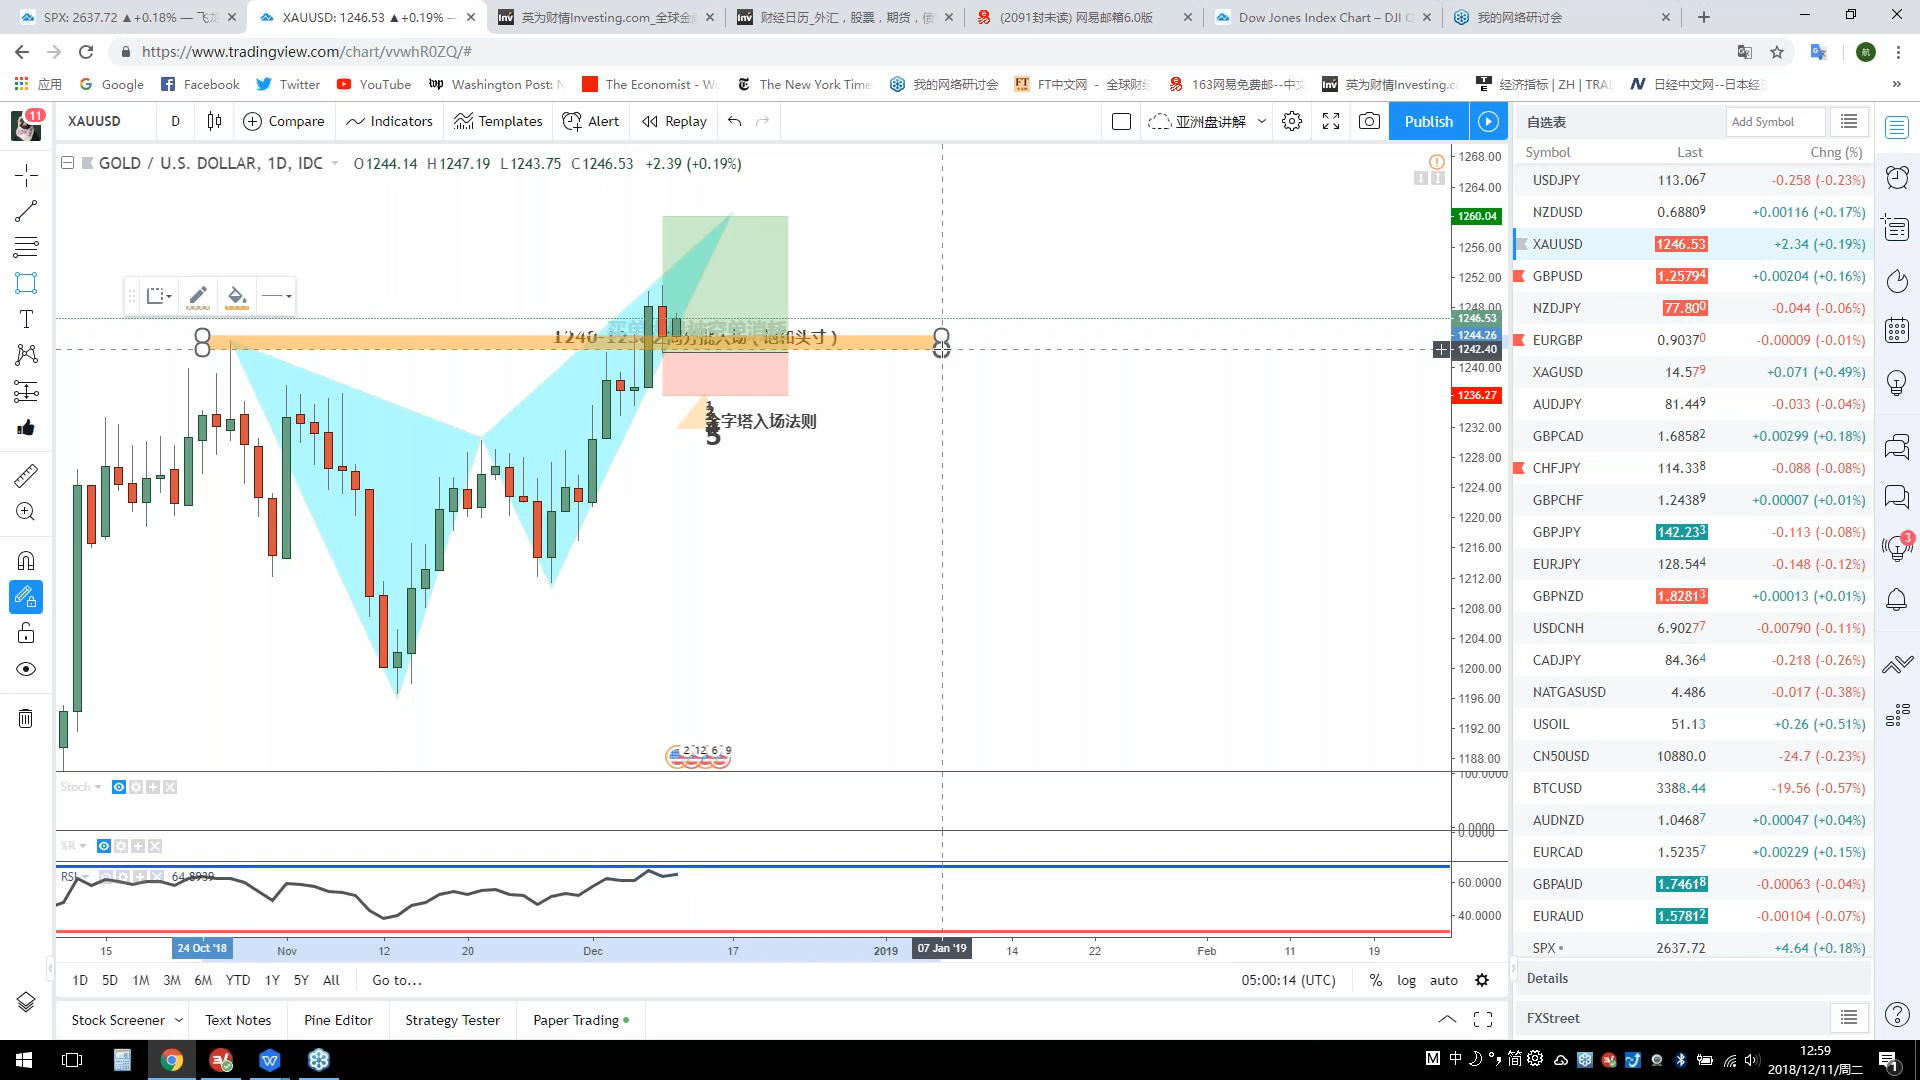 SPX: 2637.72 ▲+0.18% — 飞龙
XAUUSD: 1246.53 ▲+0.19% —
英为财情Investing.com_全球金融
财经日历_外汇，股票，期货，债
(2091封未读) 网易邮箱6.0版
Dow Jones Index Chart – DJI
我的网络研讨会
https://www.tradingview.com/chart/vvwhR0ZQ/#
航
应用
Google
Facebook
Twitter
YouTube
Washington Post:
The Economist - W
The New York Time
我的网络研讨会
FT中文网 - 全球财经
163网易免费邮--中文
英为财情Investing.co
经济指标 | ZH | TRA
日经中文网--日本经
11
XAUUSD
D
Compare
Indicators
Templates
Alert
Replay
亚洲盘讲解
Publish
自选表
Add Symbol
GOLD / U.S. DOLLAR, 1D, IDC
O1244.14 H1247.19 L1243.75 C1246.53 +2.39 (+0.19%)
Symbol Last Chng (%)
USDJPY 113.067 -0.258 (-0.23%)
NZDUSD 0.68809 +0.00116 (+0.17%)
XAUUSD 1246.53 +2.34 (+0.19%)
GBPUSD 1.25794 +0.00204 (+0.16%)
NZDJPY 77.800 -0.044 (-0.06%)
EURGBP 0.90370 -0.00009 (-0.01%)
XAGUSD 14.579 +0.071 (+0.49%)
AUDJPY 81.449 -0.033 (-0.04%)
GBPCAD 1.68582 +0.00299 (+0.18%)
CHFJPY 114.338 -0.088 (-0.08%)
GBPCHF 1.24389 +0.00007 (+0.01%)
GBPJPY 142.233 -0.113 (-0.08%)
EURJPY 128.544 -0.148 (-0.12%)
GBPNZD 1.82813 +0.00013 (+0.01%)
USDCNH 6.90277 -0.00790 (-0.11%)
CADJPY 84.364 -0.218 (-0.26%)
NATGASUSD 4.486 -0.017 (-0.38%)
USOIL 51.13 +0.26 (+0.51%)
CN50USD 10880.0 -24.7 (-0.23%)
BTCUSD 3388.44 -19.56 (-0.57%)
AUDNZD 1.04687 +0.00047 (+0.04%)
EURCAD 1.52357 +0.00229 (+0.15%)
GBPAUD 1.74618 -0.00063 (-0.04%)
EURAUD 1.57812 -0.00104 (-0.07%)
SPX 2637.72 +4.64 (+0.18%)
Details
FXStreet
3
1268.00
1264.00
1260.04
1256.00
1252.00
1248.00
1246.53
1244.26
1242.40
1240.00
1236.27
1232.00
1228.00
1224.00
1220.00
1216.00
1212.00
1208.00
1204.00
1200.00
1196.00
1192.00
1188.00
金字塔入场法则
5
2 12 6 9
Stoch
100.0000
0.0000
0.0000
%R
RSI
64.8939
60.0000
40.0000
15
24 Oct '18
Nov
12
20
Dec
17
2019
07 Jan '19
14
22
Feb
11
19
1D 5D 1M 3M 6M YTD 1Y 5Y All
Go to...
05:00:14 (UTC)
% log auto
Stock Screener
Text Notes
Pine Editor
Strategy Tester
Paper Trading
M 中 简
12:59
2018/12/11/周二
1